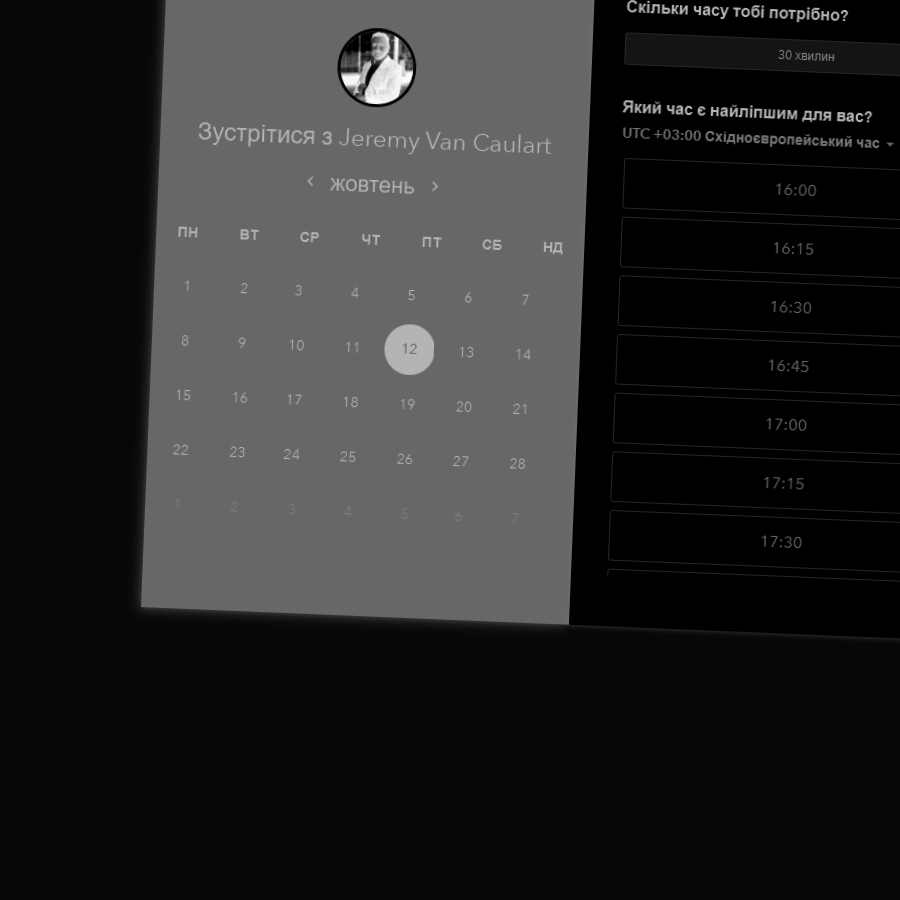 Зустрітися з Jeremy Van Caulart
жовтень
ПН ВТ СР ЧТ ПТ СБ НД
1 2 3 4 5 6 7
8 9 10 11 12 13 14
15 16 17 18 19 20 21
22 23 24 25 26 27 28
1 2 3 4 5 6 7
Скільки часу тобі потрібно?
30 хвилин
Який час є найліпшим для вас?
UTC +03:00 Східноєвропейський час
16:00
16:15
16:30
16:45
17:00
17:15
17:30